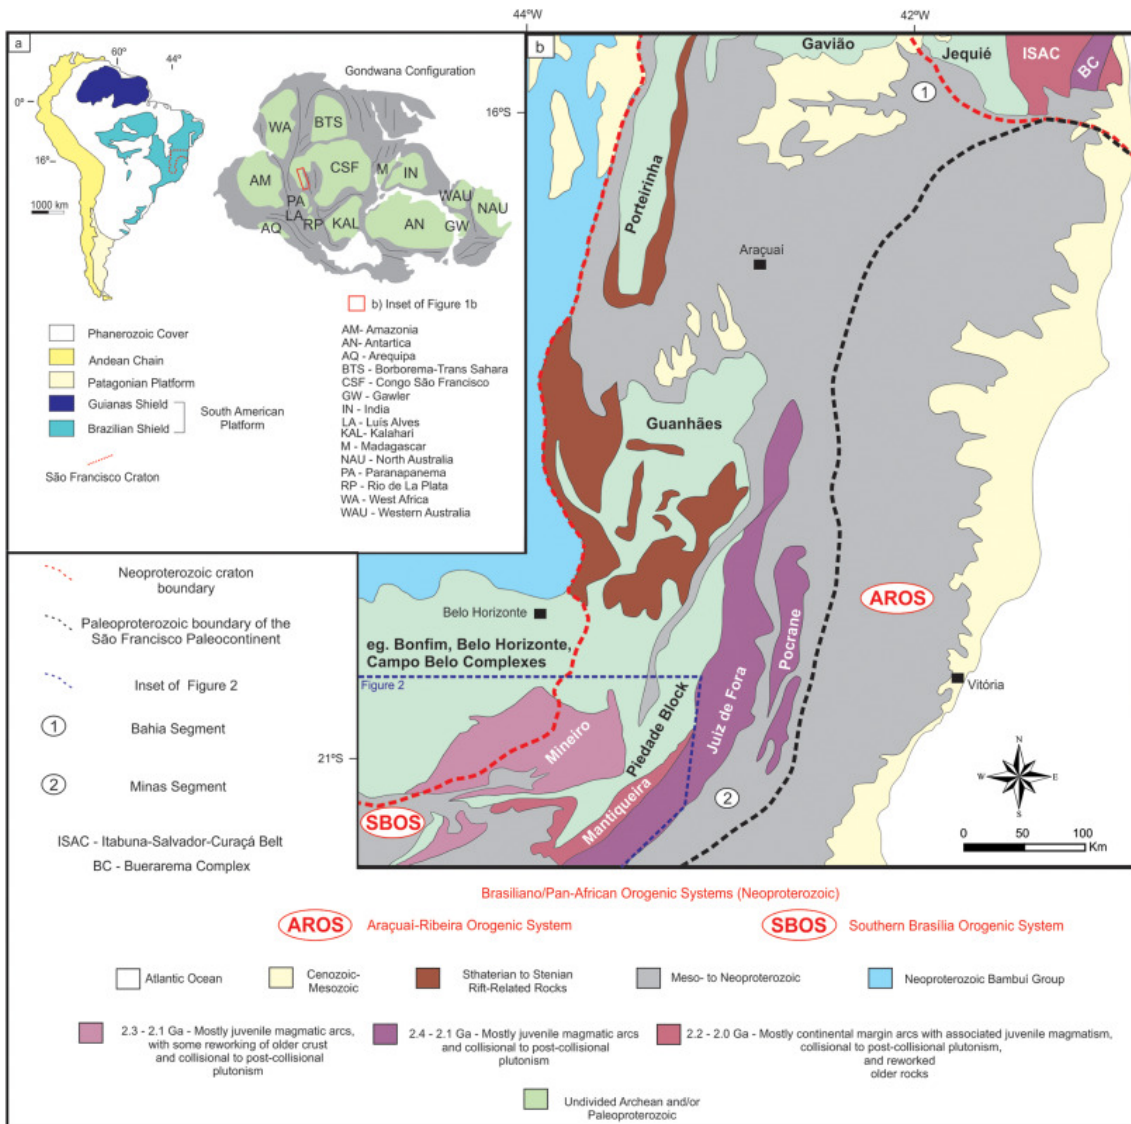 44ºW
42ºW
a
60º
44º
0º
16º
1000 km
Gondwana Configuration
WA
BTS
AM
CSF
M
IN
PA
LA
RP
AQ
KAL
AN
WAU
GW
NAU
b) Inset of Figure 1b
Phanerozoic Cover
Andean Chain
Patagonian Platform
Guianas Shield
Brazilian Shield
South American
Platform
São Francisco Craton
AM- Amazonia
AN- Antartica
AQ - Arequipa
BTS - Borborema-Trans Sahara
CSF - Congo São Francisco
GW - Gawler
IN - India
LA - Luís Alves
KAL- Kalahari
M - Madagascar
NAU - North Australia
PA - Paranapanema
RP - Rio de La Plata
WA - West Africa
WAU - Western Australia
b
16ºS
21ºS
Gavião
Jequié
ISAC
BC
1
Porteirinha
Araçuaí
Guanhães
Belo Horizonte
eg. Bonfim, Belo Horizonte,
Campo Belo Complexes
Figure 2
AROS
Pocrane
Juiz de Fora
Vitória
Piedade Block
Mineiro
Mantiqueira
SBOS
2
N
W
E
S
0 50 100
Km
Neoproterozoic craton
boundary
Paleoproterozoic boundary of the
São Francisco Paleocontinent
Inset of Figure 2
1
Bahia Segment
2
Minas Segment
ISAC - Itabuna-Salvador-Curaçá Belt
BC - Buerarema Complex
Brasiliano/Pan-African Orogenic Systems (Neoproterozoic)
AROS
Araçuaí-Ribeira Orogenic System
SBOS
Southern Brasília Orogenic System
Atlantic Ocean
Cenozoic-
Mesozoic
Sthaterian to Stenian
Rift-Related Rocks
Meso- to Neoproterozoic
Neoproterozoic Bambuí Group
2.3 - 2.1 Ga - Mostly juvenile magmatic arcs,
with some reworking of older crust
and collisional to post-collisional
plutonism
2.4 - 2.1 Ga - Mostly juvenile magmatic arcs
and collisional to post-collisional
plutonism
2.2 - 2.0 Ga - Mostly continental margin arcs with associated juvenile magmatism,
collisional to post-collisional plutonism,
and reworked
older rocks
Undivided Archean and/or
Paleoproterozoic